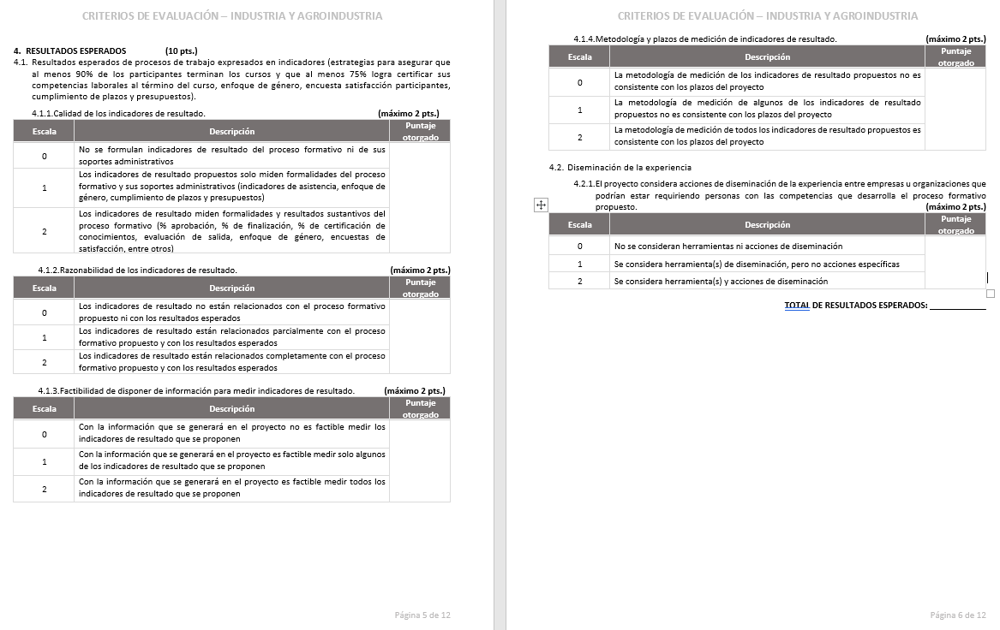 CRITERIOS DE EVALUACIÓN – INDUSTRIA Y AGROINDUSTRIA
4. RESULTADOS ESPERADOS (10 pts.)
4.1. Resultados esperados de procesos de trabajo expresados en indicadores (estrategias para asegurar que
al menos 90% de los participantes terminan los cursos y que al menos 75% logra certificar sus
competencias laborales al término del curso, enfoque de género, encuesta satisfacción participantes,
cumplimiento de plazos y presupuestos).
4.1.1.Calidad de los indicadores de resultado. (máximo 2 pts.)
Escala Descripción Puntaje
otorgado
0 No se formulan indicadores de resultado del proceso formativo ni de sus
soportes administrativos
1 Los indicadores de resultado propuestos solo miden formalidades del proceso
formativo y sus soportes administrativos (indicadores de asistencia, enfoque de
género, cumplimiento de plazos y presupuestos)
2 Los indicadores de resultado miden formalidades y resultados sustantivos del
proceso formativo (% aprobación, % de finalización, % de certificación de
conocimientos, evaluación de salida, enfoque de género, encuestas de
satisfacción, entre otros)
4.1.2.Razonabilidad de los indicadores de resultado. (máximo 2 pts.)
Escala Descripción Puntaje
otorgado
0 Los indicadores de resultado no están relacionados con el proceso formativo
propuesto ni con los resultados esperados
1 Los indicadores de resultado están relacionados parcialmente con el proceso
formativo propuesto y con los resultados esperados
2 Los indicadores de resultado están relacionados completamente con el proceso
formativo propuesto y con los resultados esperados
4.1.3.Factibilidad de disponer de información para medir indicadores de resultado. (máximo 2 pts.)
Escala Descripción Puntaje
otorgado
0 Con la información que se generará en el proyecto no es factible medir los
indicadores de resultado que se proponen
1 Con la información que se generará en el proyecto es factible medir solo algunos
de los indicadores de resultado que se proponen
2 Con la información que se generará en el proyecto es factible medir todos los
indicadores de resultado que se proponen
Página 5 de 12
CRITERIOS DE EVALUACIÓN – INDUSTRIA Y AGROINDUSTRIA
4.1.4.Metodología y plazos de medición de indicadores de resultado. (máximo 2 pts.)
Escala Descripción Puntaje
otorgado
0 La metodología de medición de los indicadores de resultado propuestos no es
consistente con los plazos del proyecto
1 La metodología de medición de algunos de los indicadores de resultado
propuestos no es consistente con los plazos del proyecto
2 La metodología de medición de todos los indicadores de resultado propuestos es
consistente con los plazos del proyecto
4.2. Diseminación de la experiencia
4.2.1.El proyecto considera acciones de diseminación de la experiencia entre empresas u organizaciones que
podrían estar requiriendo personas con las competencias que desarrolla el proceso formativo
propuesto. (máximo 2 pts.)
Escala Descripción Puntaje
otorgado
0 No se consideran herramientas ni acciones de diseminación
1 Se considera herramienta(s) de diseminación, pero no acciones específicas
2 Se considera herramienta(s) y acciones de diseminación
TOTAL DE RESULTADOS ESPERADOS: ____________
Página 6 de 12